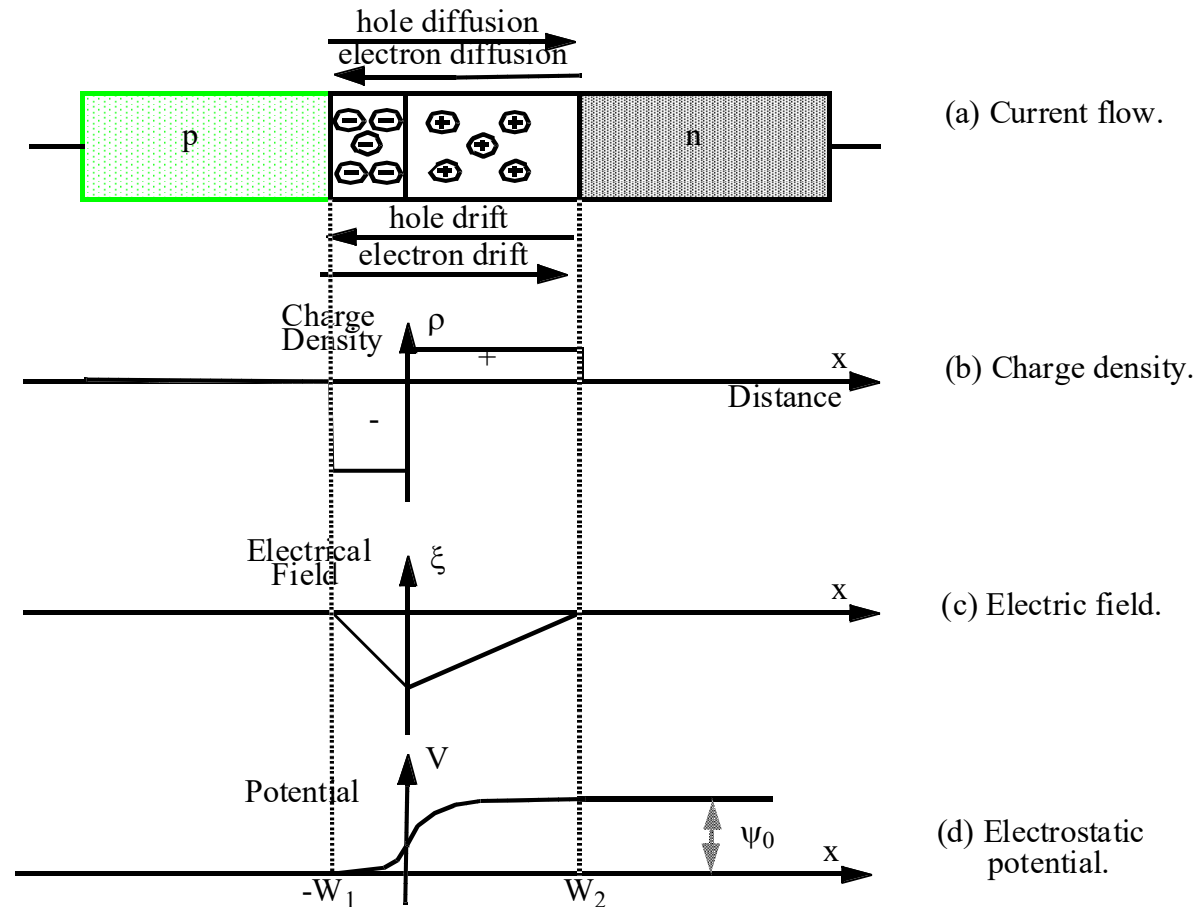 hole diffusion
electron diffusion
p
n
(a) Current flow.
hole drift
electron drift
Charge
Density
ρ
+
-
x
Distance
(b) Charge density.
Electrical
Field
ξ
x
(c) Electric field.
V
Potential
ψ0
x
(d) Electrostatic
potential.
-W1
W2